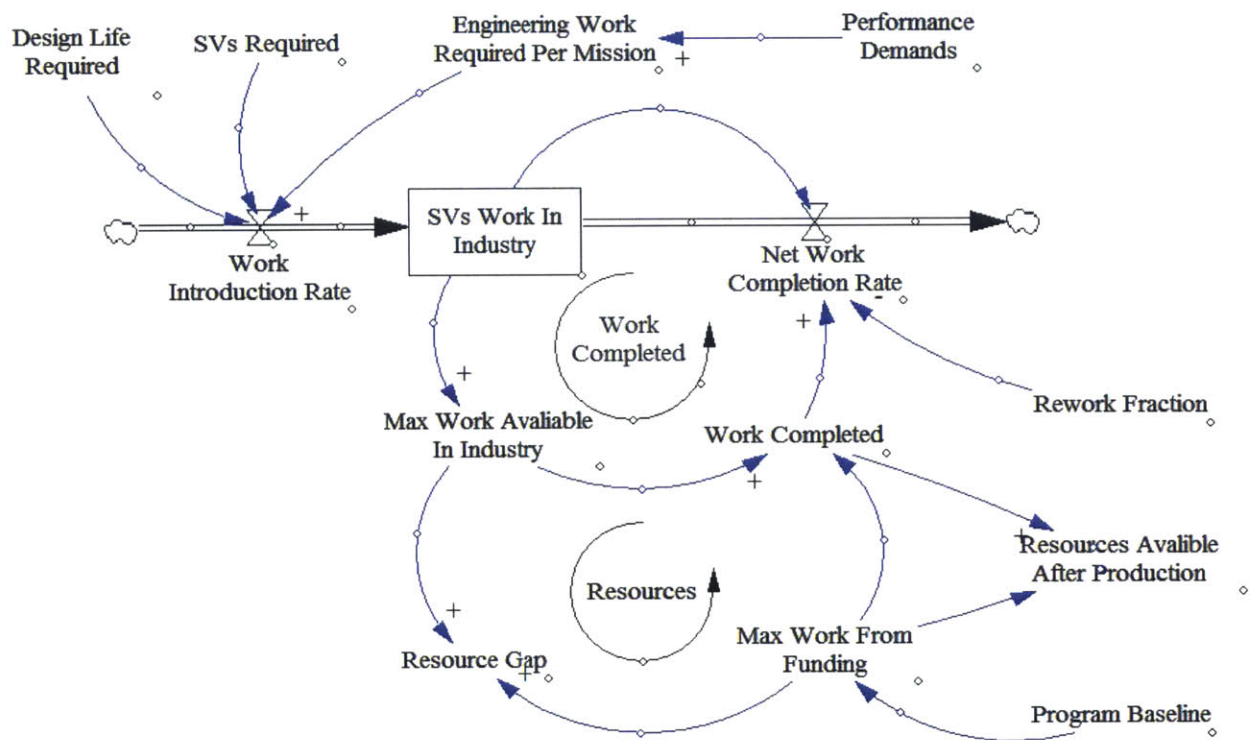 Design Life
Required
SVs Required
Engineering Work
Required Per Mission
+
Performance
Demands
+
SVs Work In
Industry
Work
Introduction Rate
Net Work
Completion Rate
-
+
Work
Completed
+
Max Work Avaliable
In Industry
Work Completed
+
Rework Fraction
+
Resources Avalible
After Production
Resources
+
Resource Gap
+
Max Work From
Funding
Program Baseline